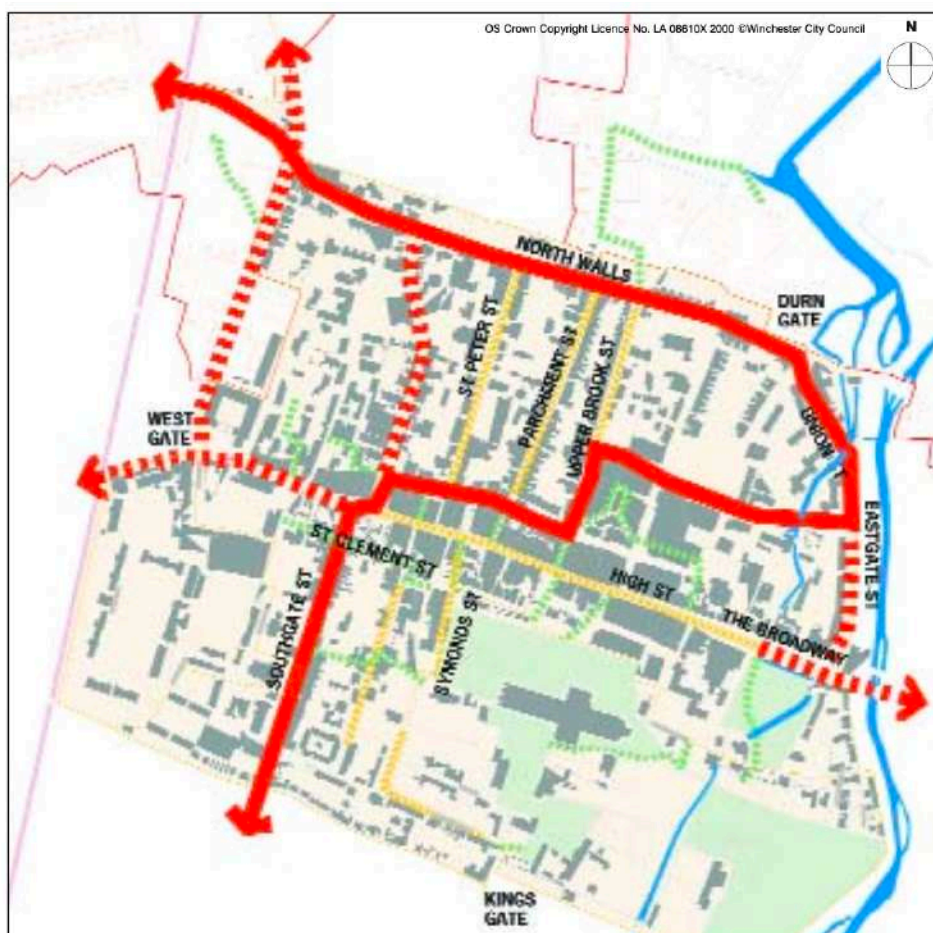 OS Crown Copyright Licence No. LA 08610X 2000 ©Winchester City Council
N
NORTH WALLS
DURN
GATE
ST PETER ST
PARCHMENT ST
UPPER BROOK ST
UNION ST
WEST
GATE
EASTGATE ST
ST CLEMENT ST
HIGH ST
THE BROADWAY
SOUTHGATE ST
SYMONDS ST
KINGS
GATE